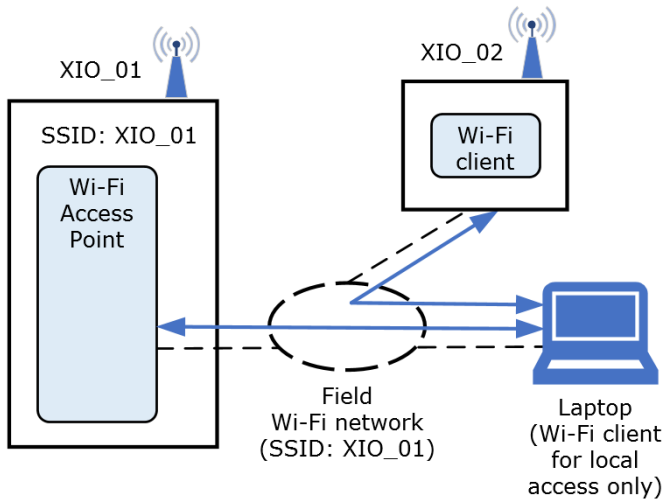 XIO_01
XIO_02
SSID: XIO_01
Wi-Fi
Access
Point
Wi-Fi
client
Field
Wi-Fi network
(SSID: XIO_01)
Laptop
(Wi-Fi client
for local
access only)